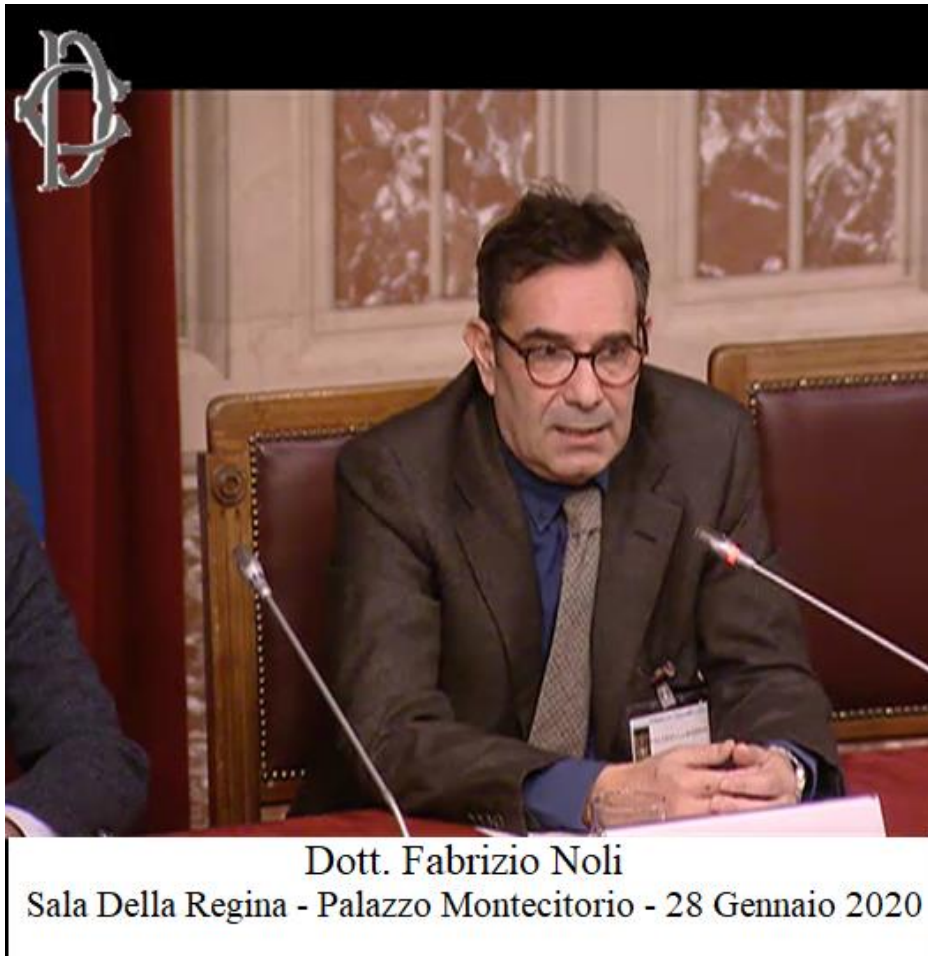 Dott. Fabrizio Noli
Sala Della Regina - Palazzo Montecitorio - 28 Gennaio 2020